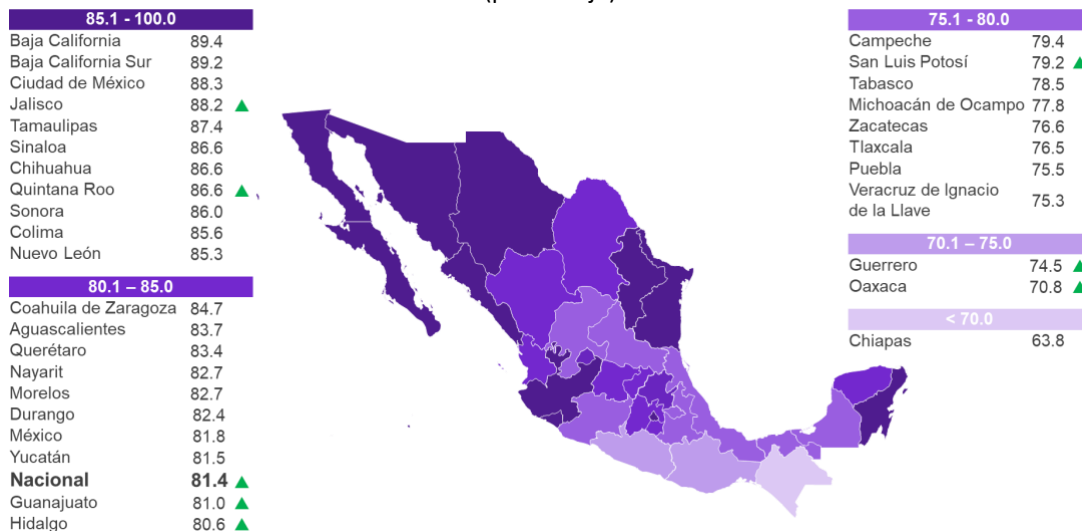 85.1 - 100.0
Baja California 89.4
Baja California Sur 89.2
Ciudad de México 88.3
Jalisco 88.2
Tamaulipas 87.4
Sinaloa 86.6
Chihuahua 86.6
Quintana Roo 86.6
Sonora 86.0
Colima 85.6
Nuevo León 85.3
80.1 – 85.0
Coahuila de Zaragoza 84.7
Aguascalientes 83.7
Querétaro 83.4
Nayarit 82.7
Morelos 82.7
Durango 82.4
México 81.8
Yucatán 81.5
Nacional 81.4
Guanajuato 81.0
Hidalgo 80.6
75.1 - 80.0
Campeche 79.4
San Luis Potosí 79.2
Tabasco 78.5
Michoacán de Ocampo 77.8
Zacatecas 76.6
Tlaxcala 76.5
Puebla 75.5
Veracruz de Ignacio
de la Llave 75.3
70.1 – 75.0
Guerrero 74.5
Oaxaca 70.8
< 70.0
Chiapas 63.8